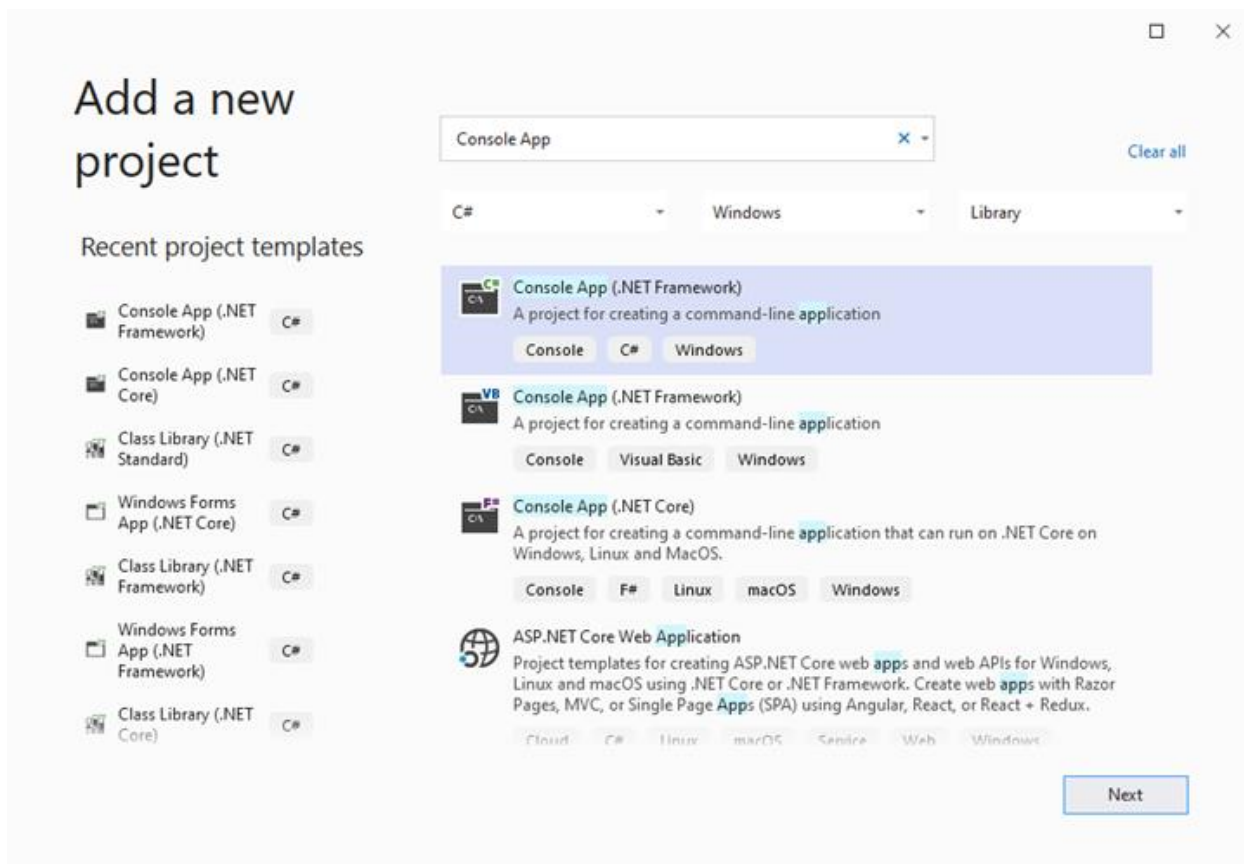 Add a new
project
Console App
Clear all
C#
Windows
Library
Recent project templates
Console App (.NET
Framework)
C#
Console App (.NET
Core)
C#
Class Library (.NET
Standard)
C#
Windows Forms
App (.NET Core)
C#
Class Library (.NET
Framework)
C#
Windows Forms
App (.NET
Framework)
C#
Class Library (.NET
Core)
C#
C#
C:\
Console App (.NET Framework)
A project for creating a command-line application
Console C# Windows
VB
C:\
Console App (.NET Framework)
A project for creating a command-line application
Console Visual Basic Windows
F#
C:\
Console App (.NET Core)
A project for creating a command-line application that can run on .NET Core on
Windows, Linux and MacOS.
Console F# Linux macOS Windows
ASP.NET Core Web Application
Project templates for creating ASP.NET Core web apps and web APIs for Windows,
Linux and macOS using .NET Core or .NET Framework. Create web apps with Razor
Pages, MVC, or Single Page Apps (SPA) using Angular, React, or React + Redux.
Cloud C# Linux macOS Service Web Windows
Next